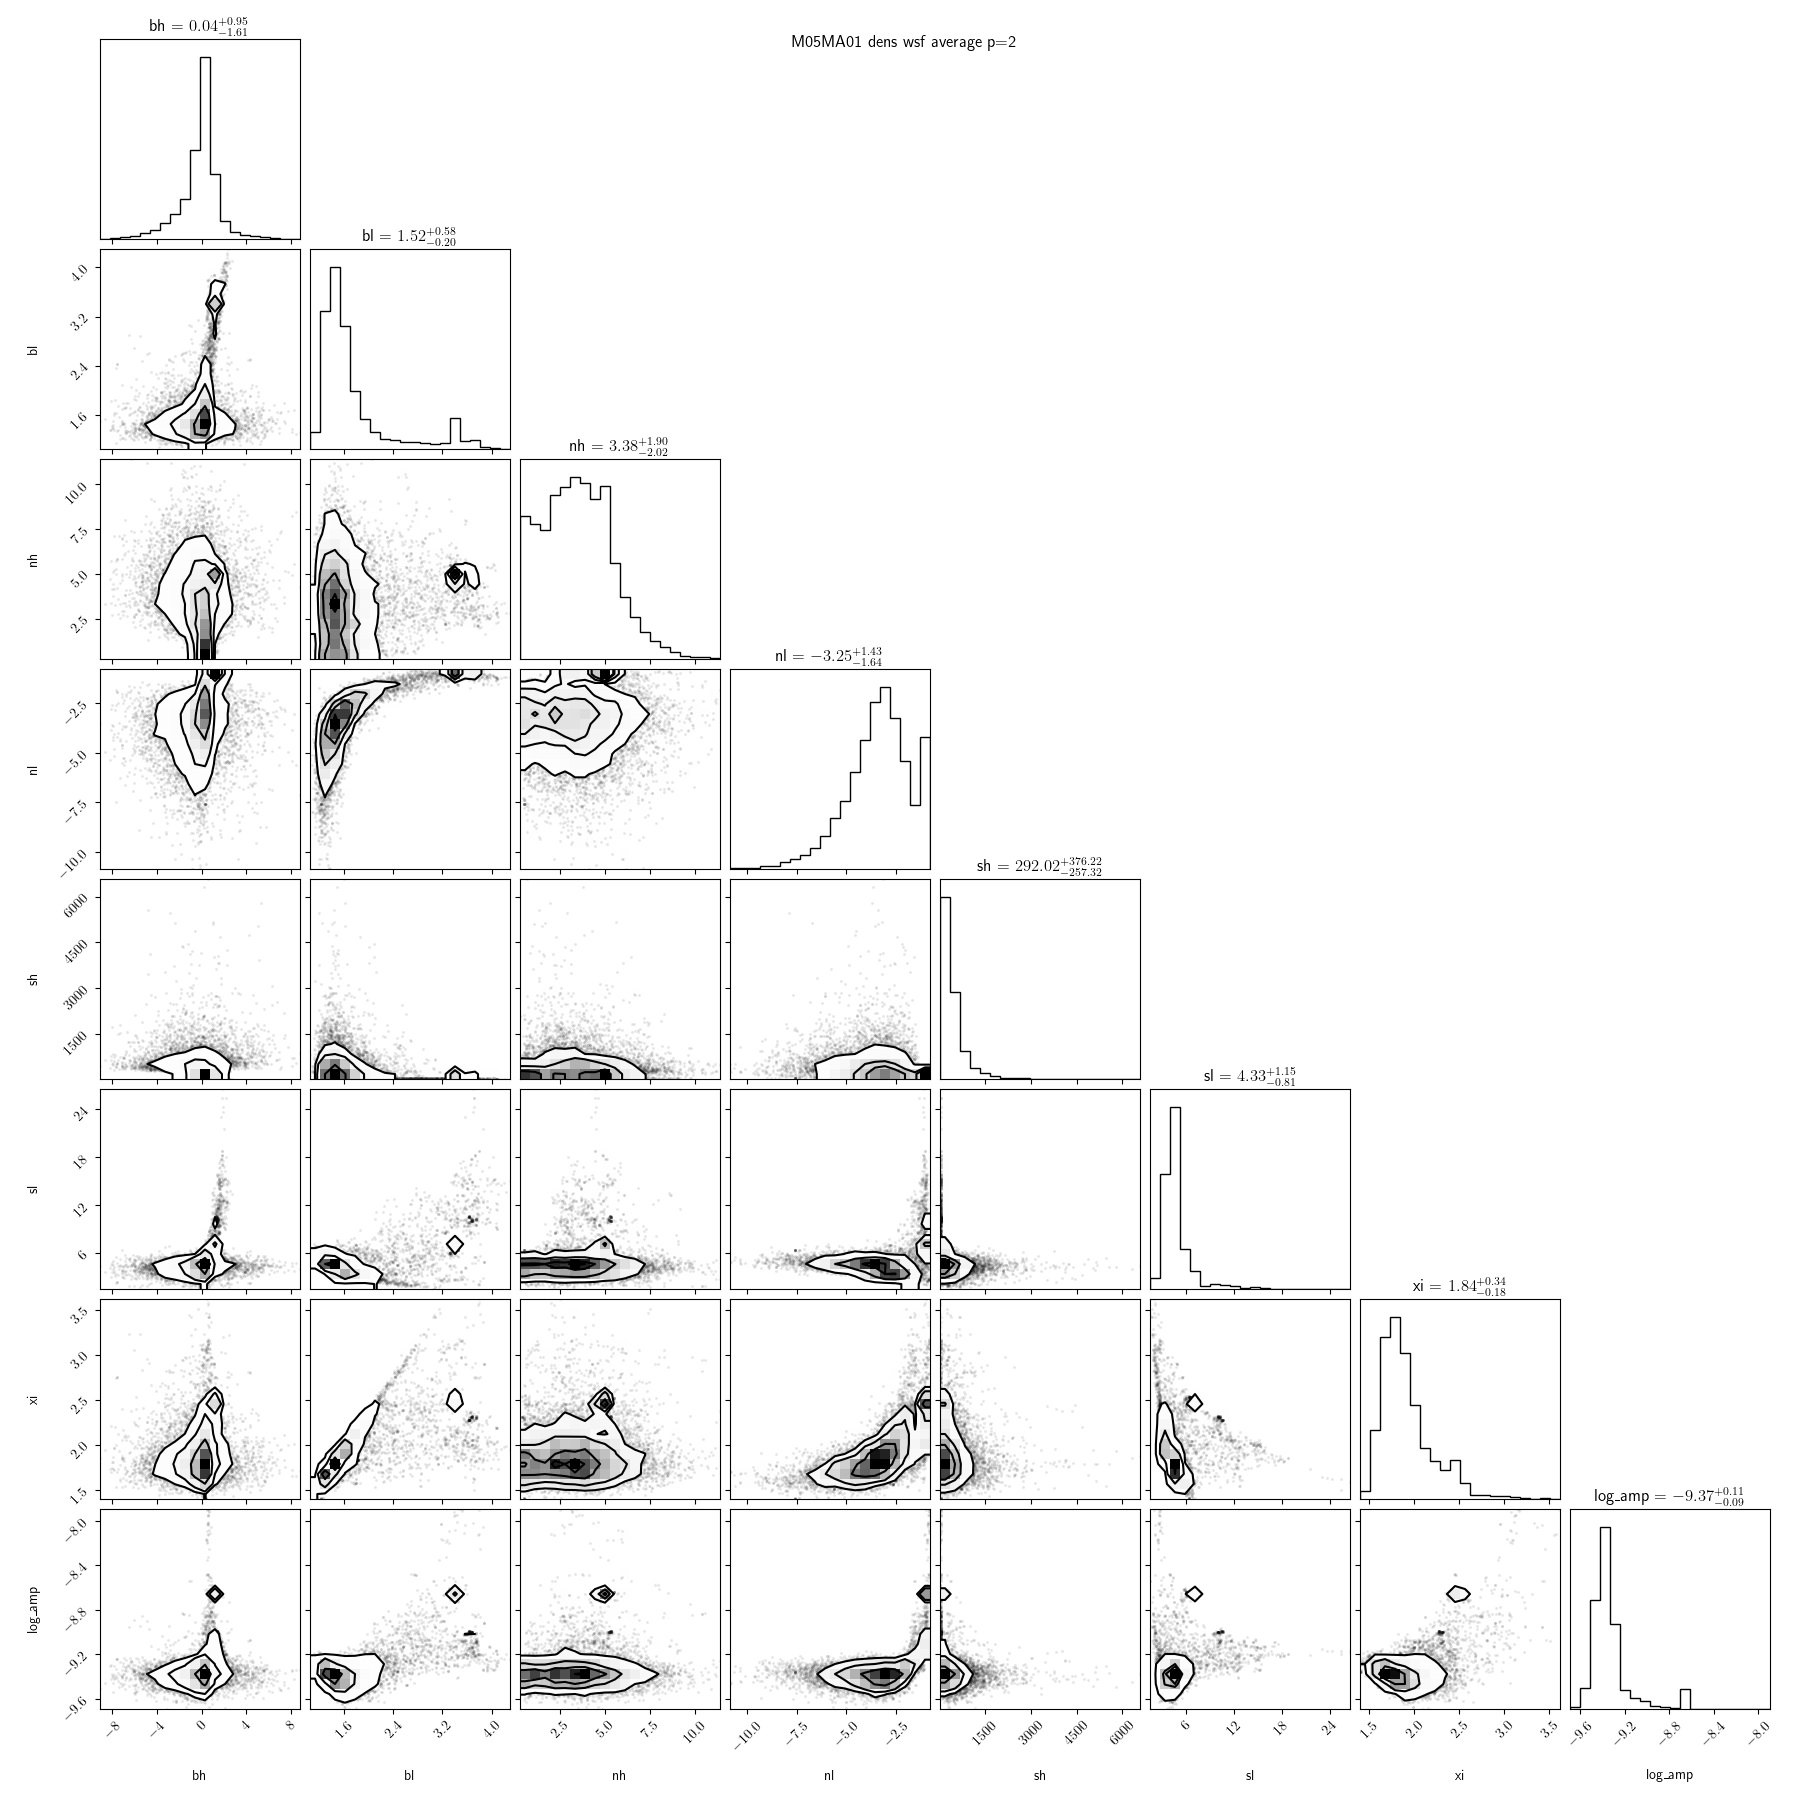 bh = 0.04^{+0.95}_{-1.61}
M05MA01 dens wsf average p=2
bl = 1.52^{+0.58}_{-0.20}
4.0
3.2
2.4
1.6
bl
nh = 3.38^{+1.90}_{-2.02}
10.0
7.5
5.0
2.5
nh
nl = −3.25^{+1.43}_{-1.64}
−2.5
−5.0
−7.5
−10.0
nl
sh = 292.02^{+376.22}_{-257.32}
6000
4500
3000
1500
sh
sl = 4.33^{+1.15}_{-0.81}
24
18
12
6
sl
xi = 1.84^{+0.34}_{-0.18}
3.5
3.0
2.5
2.0
1.5
xi
log_amp = −9.37^{+0.11}_{-0.09}
−8.0
−8.4
−8.8
−9.2
−9.6
log_amp
−8 −4 0 4 8 1.6 2.4 3.2 4.0 2.5 5.0 7.5 10.0 −10.0 −7.5 −5.0 −2.5 1500 3000 4500 6000 6 12 18 24 1.5 2.0 2.5 3.0 3.5 −9.6 −9.2 −8.8 −8.4 −8.0
bh bl nh nl sh sl xi log_amp